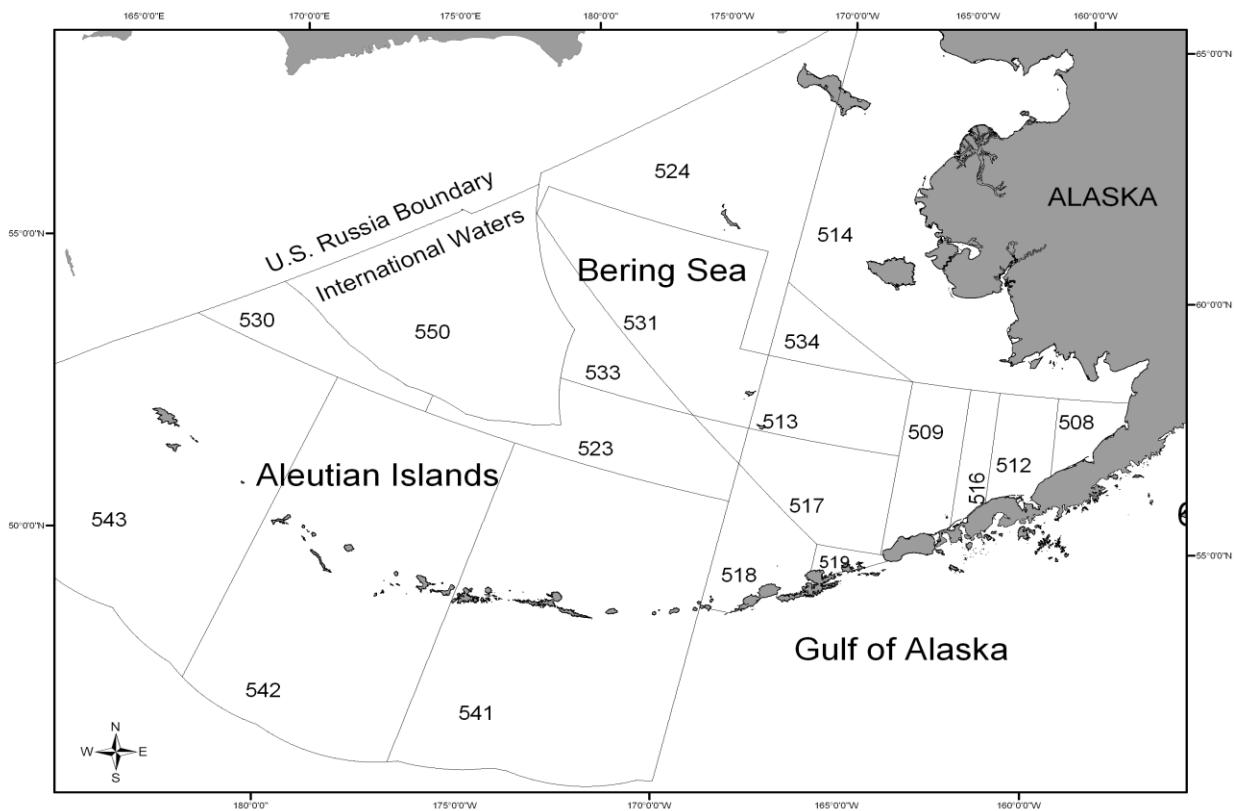 165°0'0"E 170°0'0"E 175°0'0"E 180°0'0" 175°0'0"W 170°0'0"W 165°0'0"W 160°0'0"W
65°0'0"N
524
ALASKA
U.S. Russia Boundary
55°0'0"N
514
International Waters
Bering Sea
60°0'0"N
530
550
531
534
533
513
509
508
523
516
512
Aleutian Islands
543
517
50°0'0"N
55°0'0"N
518
519
Gulf of Alaska
542
541
N
W E
S
180°0'0" 175°0'0"W 170°0'0"W 165°0'0"W 160°0'0"W